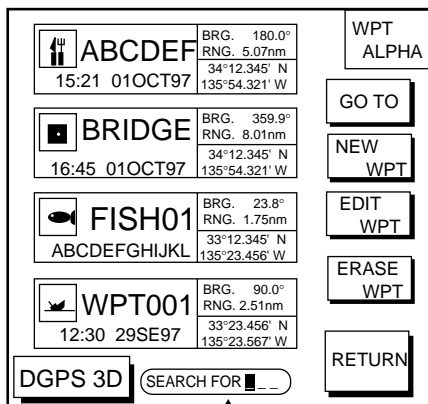 WPT
ALPHA
ABCDEF
15:21 01OCT97
BRG. 180.0°
RNG. 5.07nm
34°12.345' N
135°54.321' W
GO TO
BRIDGE
16:45 01OCT97
BRG. 359.9°
RNG. 8.01nm
34°12.345' N
135°54.321' W
NEW
WPT
FISH01
ABCDEFGHIJKL
BRG. 23.8°
RNG. 1.75nm
33°12.345' N
135°23.456' W
EDIT
WPT
WPT001
12:30 29SE97
BRG. 90.0°
RNG. 2.51nm
33°23.456' N
135°23.567' W
ERASE
WPT
RETURN
DGPS 3D
SEARCH FOR █ _ _